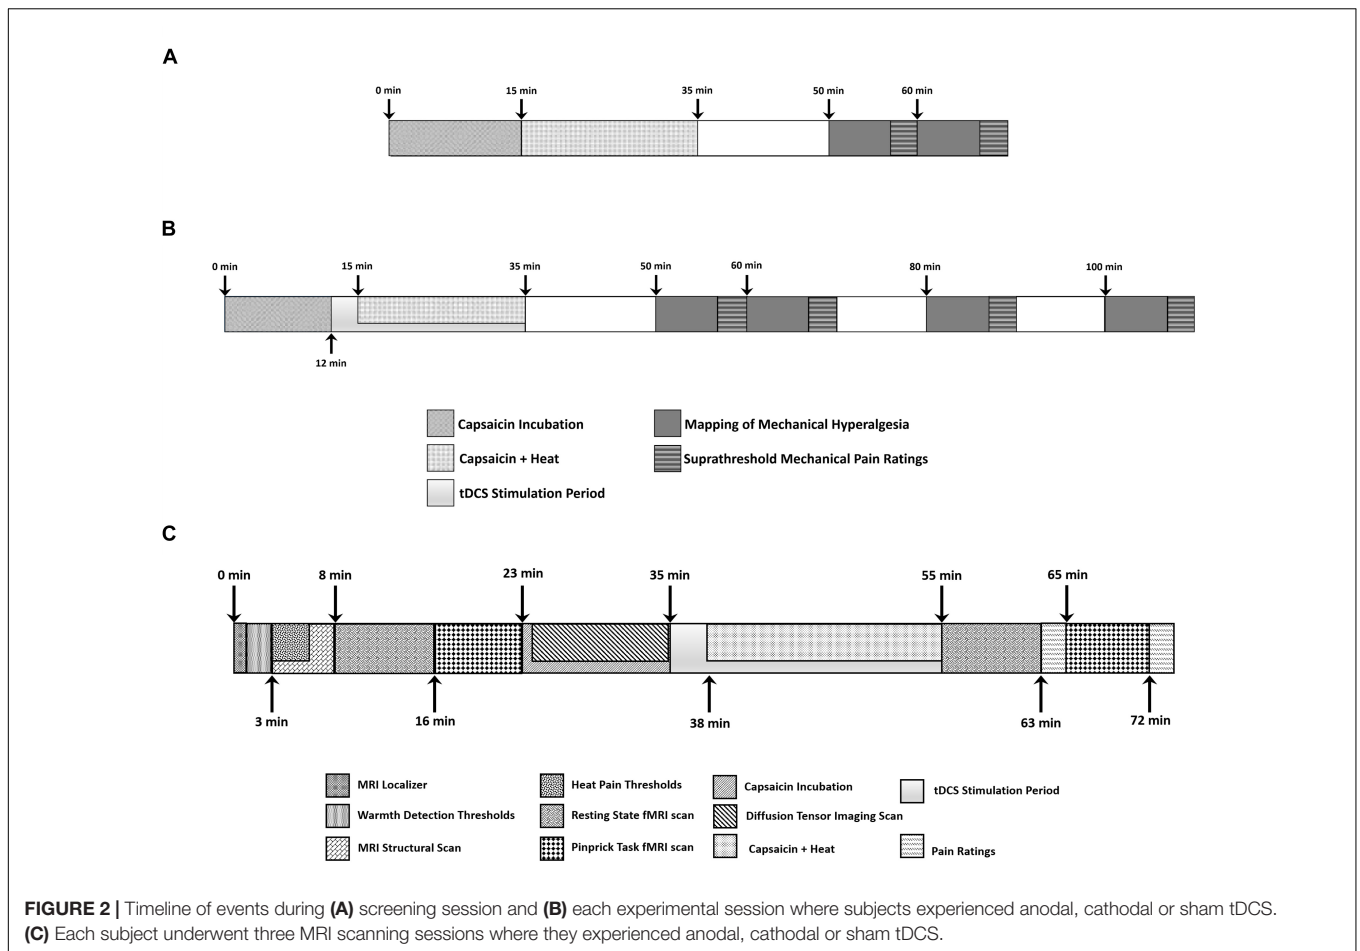 A
0 min 15 min 35 min 50 min 60 min
B
0 min 15 min 35 min 50 min 60 min 80 min 100 min
12 min
Capsaicin Incubation Mapping of Mechanical Hyperalgesia
Capsaicin + Heat Suprathreshold Mechanical Pain Ratings
tDCS Stimulation Period
C
0 min 8 min 23 min 35 min 55 min 65 min
3 min 16 min 38 min 63 min 72 min
MRI Localizer Heat Pain Thresholds Capsaicin Incubation tDCS Stimulation Period
Warmth Detection Thresholds Resting State fMRI scan Diffusion Tensor Imaging Scan
MRI Structural Scan Pinprick Task fMRI scan Capsaicin + Heat Pain Ratings
FIGURE 2 | Timeline of events during (A) screening session and (B) each experimental session where subjects experienced anodal, cathodal or sham tDCS.
(C) Each subject underwent three MRI scanning sessions where they experienced anodal, cathodal or sham tDCS.